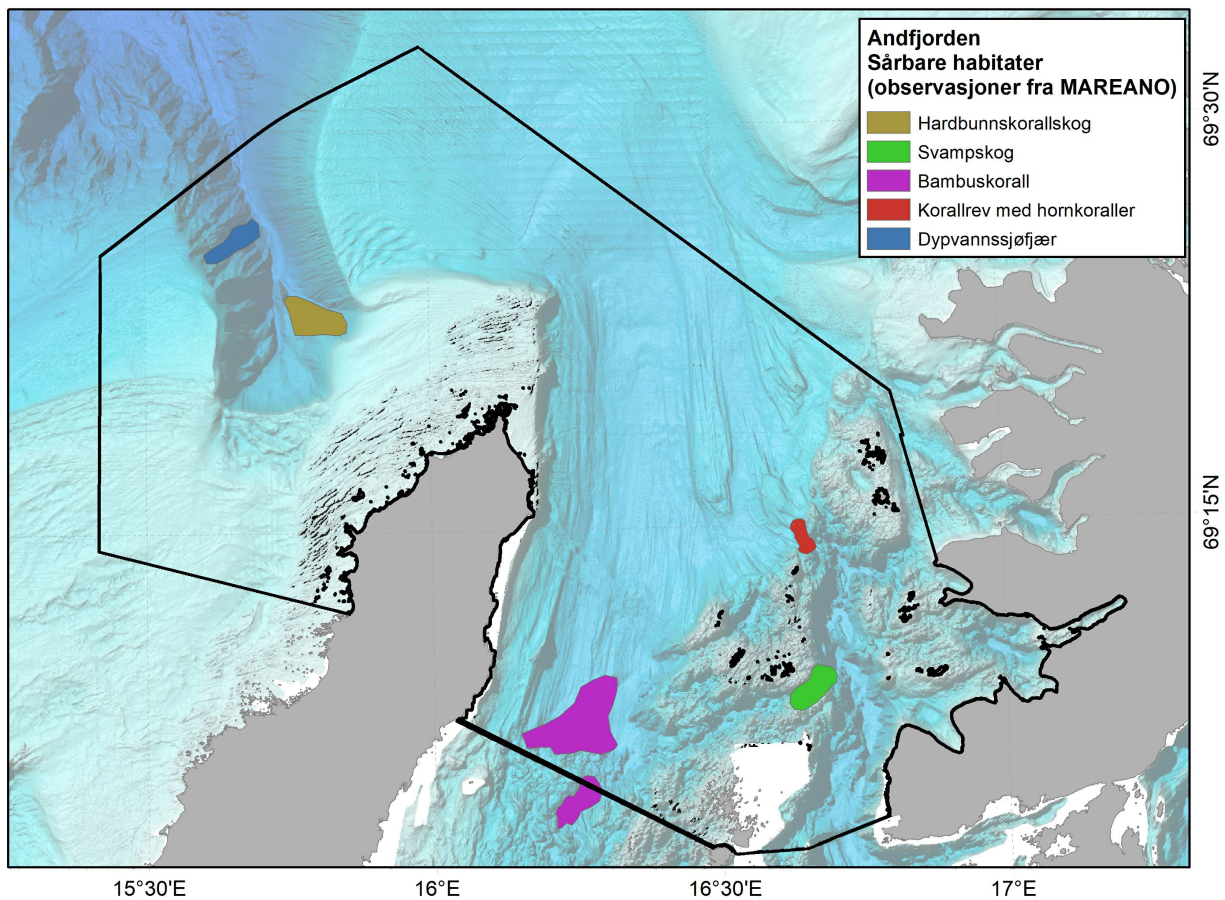 Andfjorden
Sårbare habitater
(observasjoner fra MAREANO)
Hardbunnskorallskog
Svampskog
Bambuskorall
Korallrev med hornkoraller
Dypvannssjøfjær
69°30'N
69°15'N
15°30'E
16°E
16°30'E
17°E